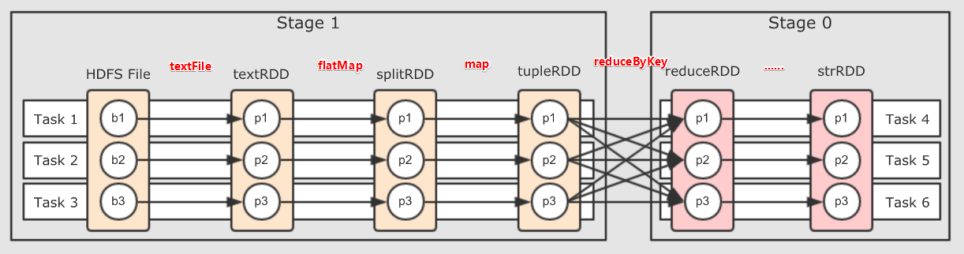 Stage 1
Stage 0
textFile
flatMap
map
reduceByKey
......
HDFS File
textRDD
splitRDD
tupleRDD
reduceRDD
strRDD
Task 1 b1 p1 p1 p1 p1 p1 Task 4
Task 2 b2 p2 p2 p2 p2 p2 Task 5
Task 3 b3 p3 p3 p3 p3 p3 Task 6